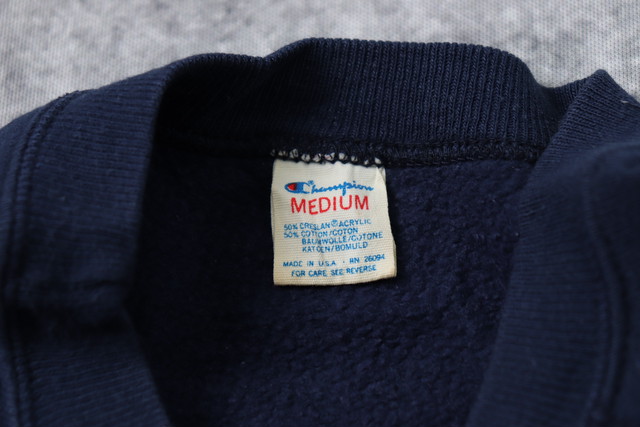 Champion
MEDIUM
50% CRESLAN® ACRYLIC
50% COTTON/COTON
BAUMWOLLE/COTONE
KATOEN/BOMULD
MADE IN U.S.A. - RN 26094
FOR CARE SEE REVERSE